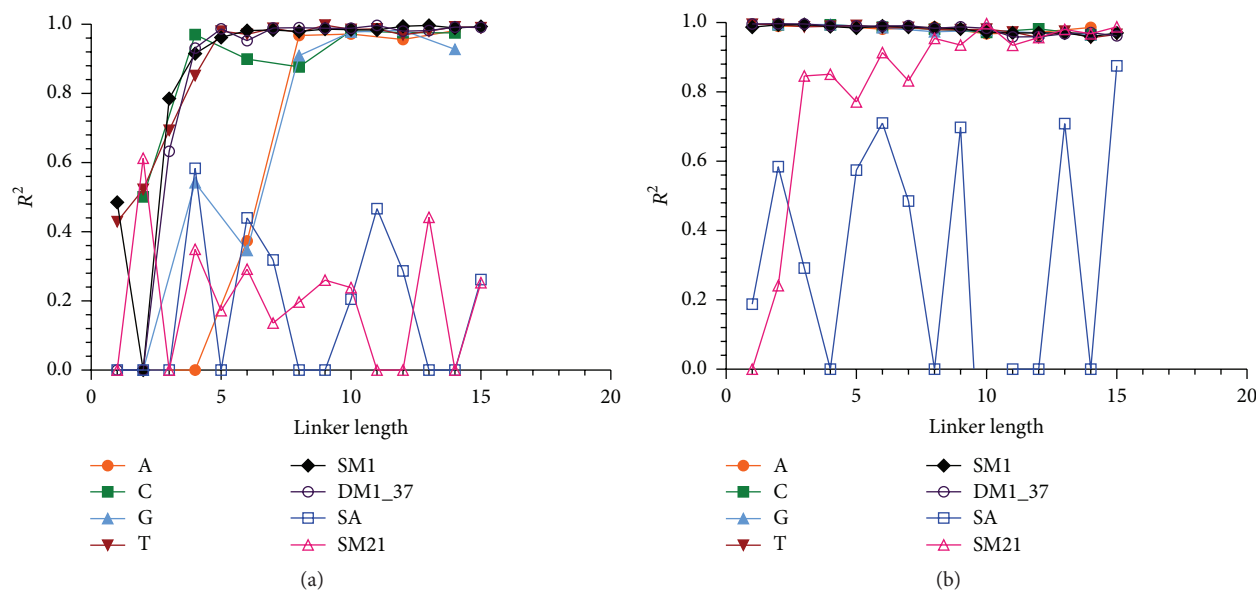 1.0
0.8
0.6
0.4
0.2
0.0
R²
0 5 10 15 20
Linker length
A
C
G
T
SM1
DM1_37
SA
SM21
(a)
1.0
0.8
0.6
0.4
0.2
0.0
R²
0 5 10 15 20
Linker length
A
C
G
T
SM1
DM1_37
SA
SM21
(b)